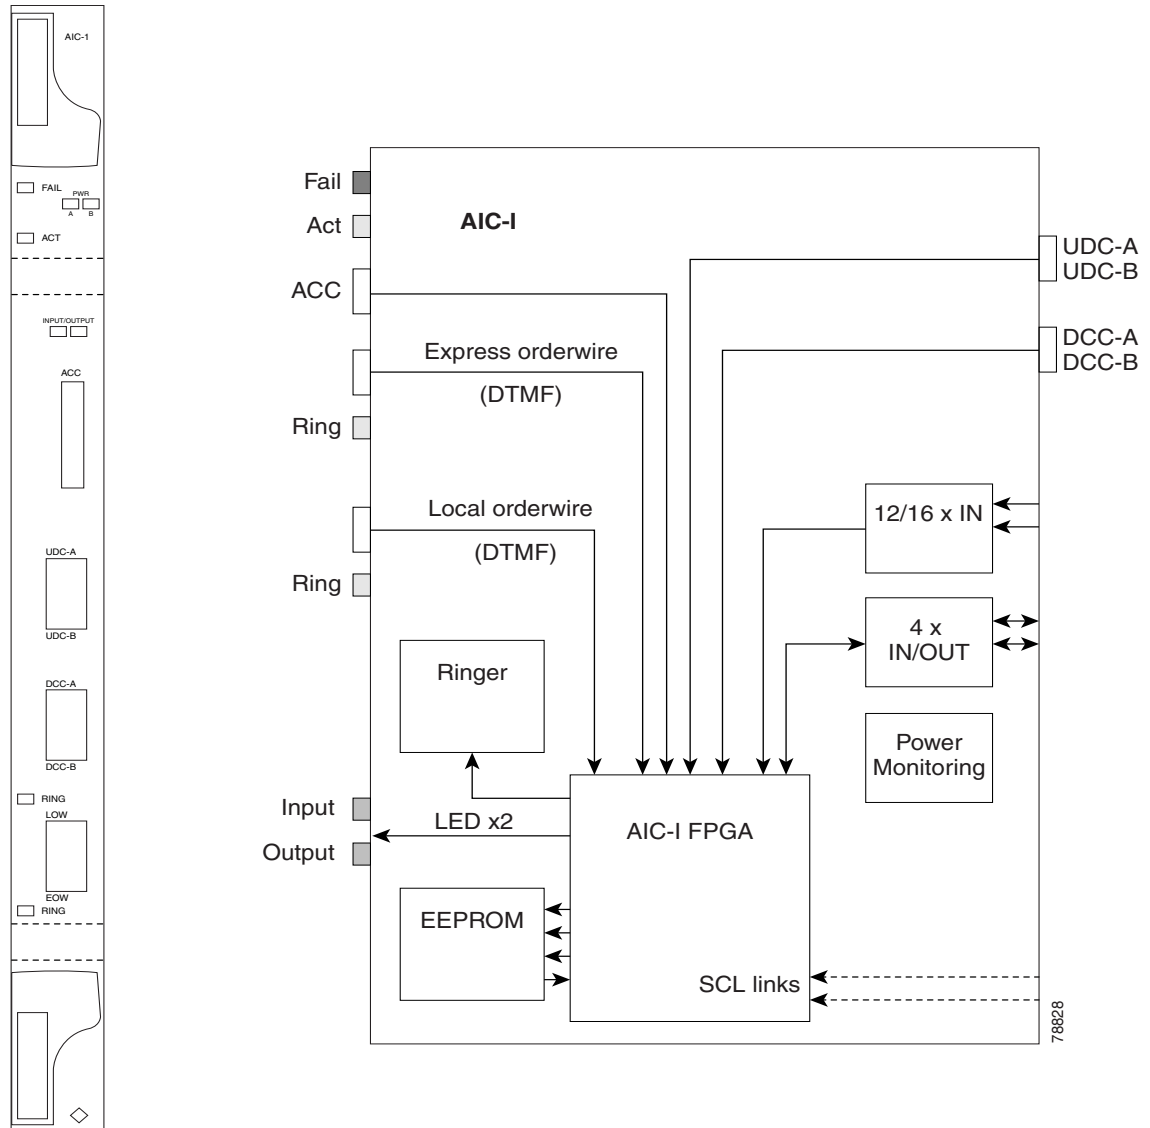 AIC-1
FAIL
PWR
A B
ACT
INPUT/OUTPUT
ACC
UDC-A
UDC-B
DCC-A
DCC-B
RING
LOW
EOW
RING
Fail
Act
AIC-I
ACC
UDC-A
UDC-B
DCC-A
DCC-B
Express orderwire
(DTMF)
Ring
Local orderwire
(DTMF)
Ring
12/16 x IN
4 x
IN/OUT
Ringer
Power
Monitoring
Input
LED x2
Output
AIC-I FPGA
EEPROM
SCL links
78828